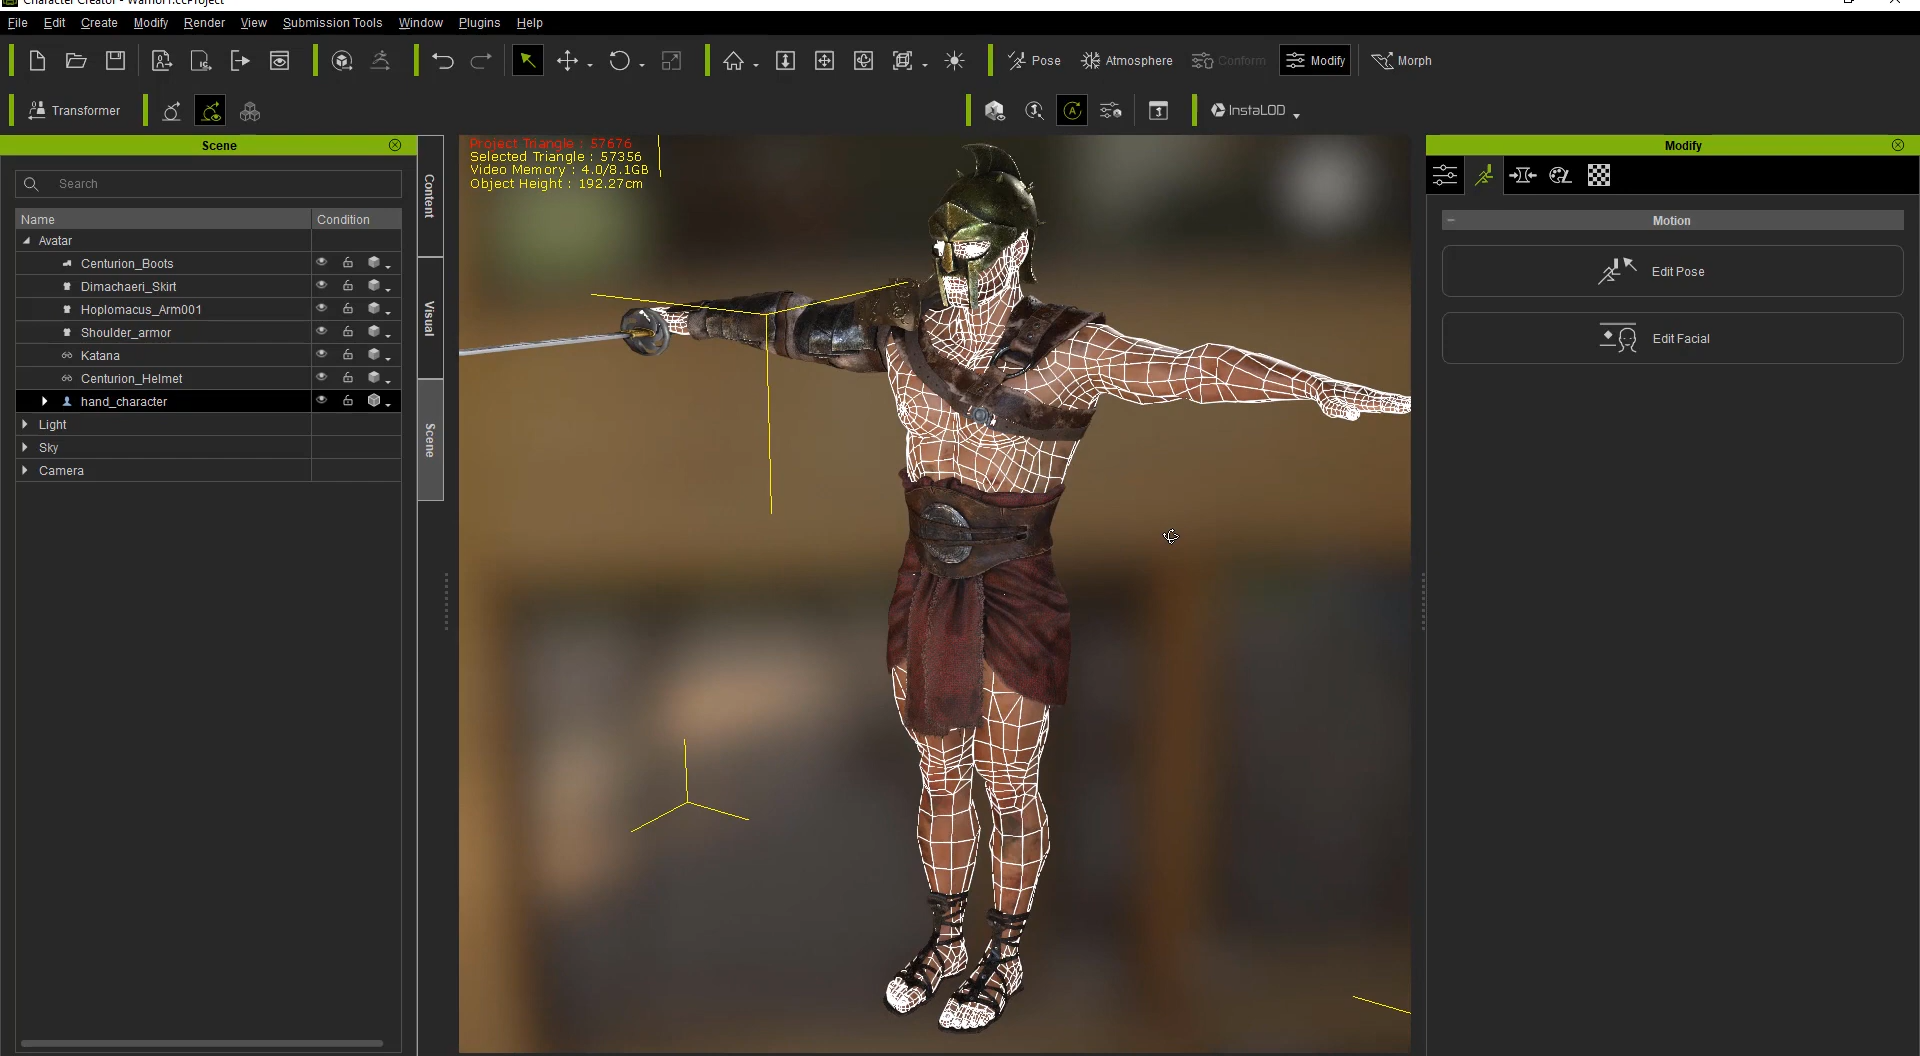 Character Creator - Warrior1.ccProject
File Edit Create Modify Render View Submission Tools Window Plugins Help
Pose Atmosphere Conform Modify Morph
Transformer InstaLOD
Scene
Search
Name Condition
Avatar
Centurion_Boots
Dimachaeri_Skirt
Hoplomacus_Arm001
Shoulder_armor
Katana
Centurion_Helmet
hand_character
Light
Sky
Camera
Content
Visual
Scene
Project Triangle : 57676
Selected Triangle : 57356
Video Memory : 4.0/8.1GB
Object Height : 192.27cm
Modify
Motion
Edit Pose
Edit Facial